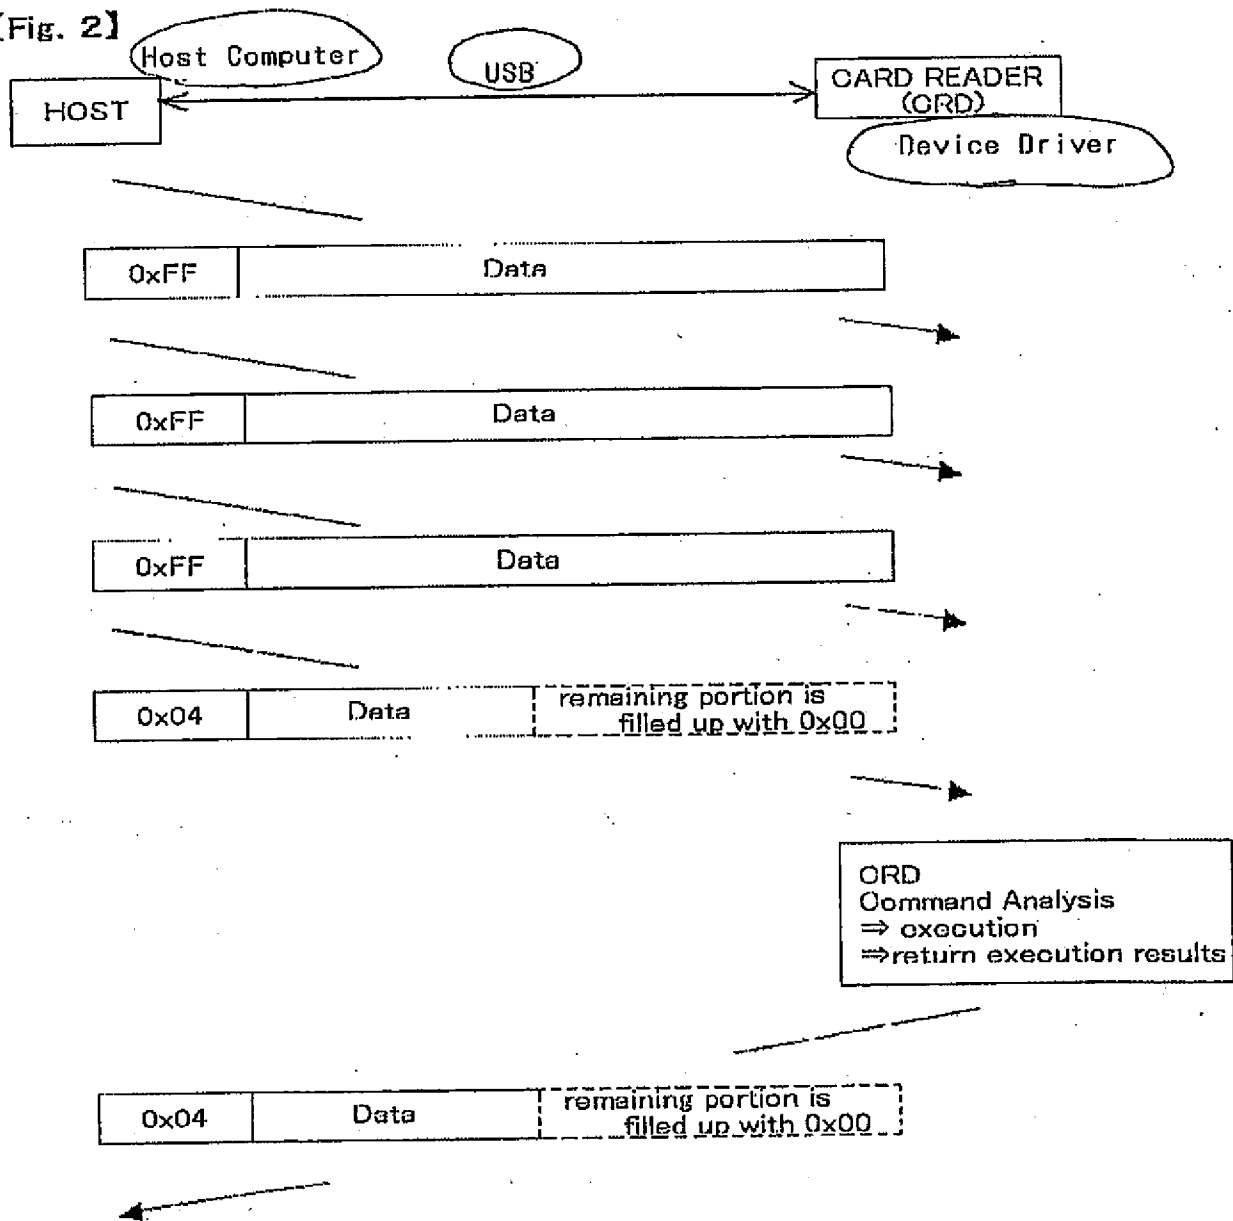 [Fig. 2】
Host Computer
USB
HOST
CARD READER
(CRD)
Device Driver
0xFF Data
0xFF Data
0xFF Data
0x04 Data remaining portion is
filled up with 0x00
CRD
Command Analysis
⇒ execution
⇒return execution results
0x04 Data remaining portion is
filled up with 0x00